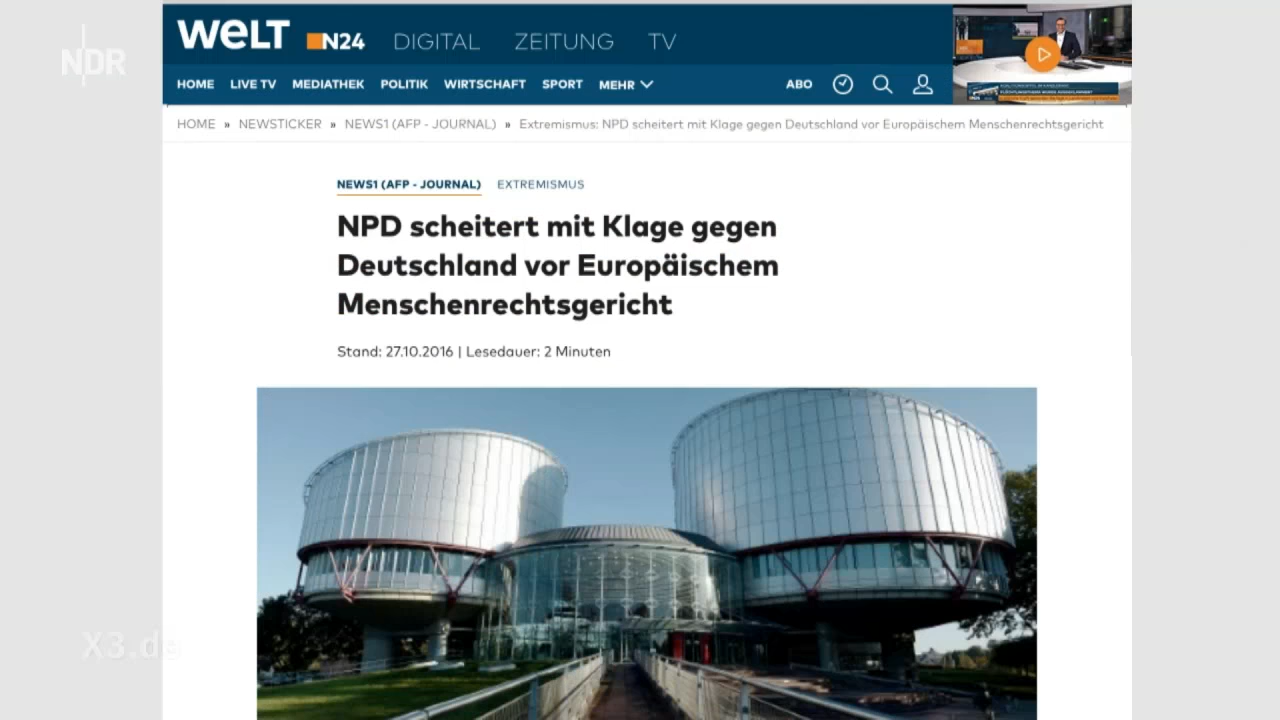 NDR
WELT N24 DIGITAL ZEITUNG TV
HOME LIVE TV MEDIATHEK POLITIK WIRTSCHAFT SPORT MEHR ABO
HOME » NEWSTICKER » NEWS1 (AFP - JOURNAL) » Extremismus: NPD scheitert mit Klage gegen Deutschland vor Europäischem Menschenrechtsgericht
NEWS1 (AFP - JOURNAL) EXTREMISMUS
NPD scheitert mit Klage gegen
Deutschland vor Europäischem
Menschenrechtsgericht
Stand: 27.10.2016 | Lesedauer: 2 Minuten
X3.de